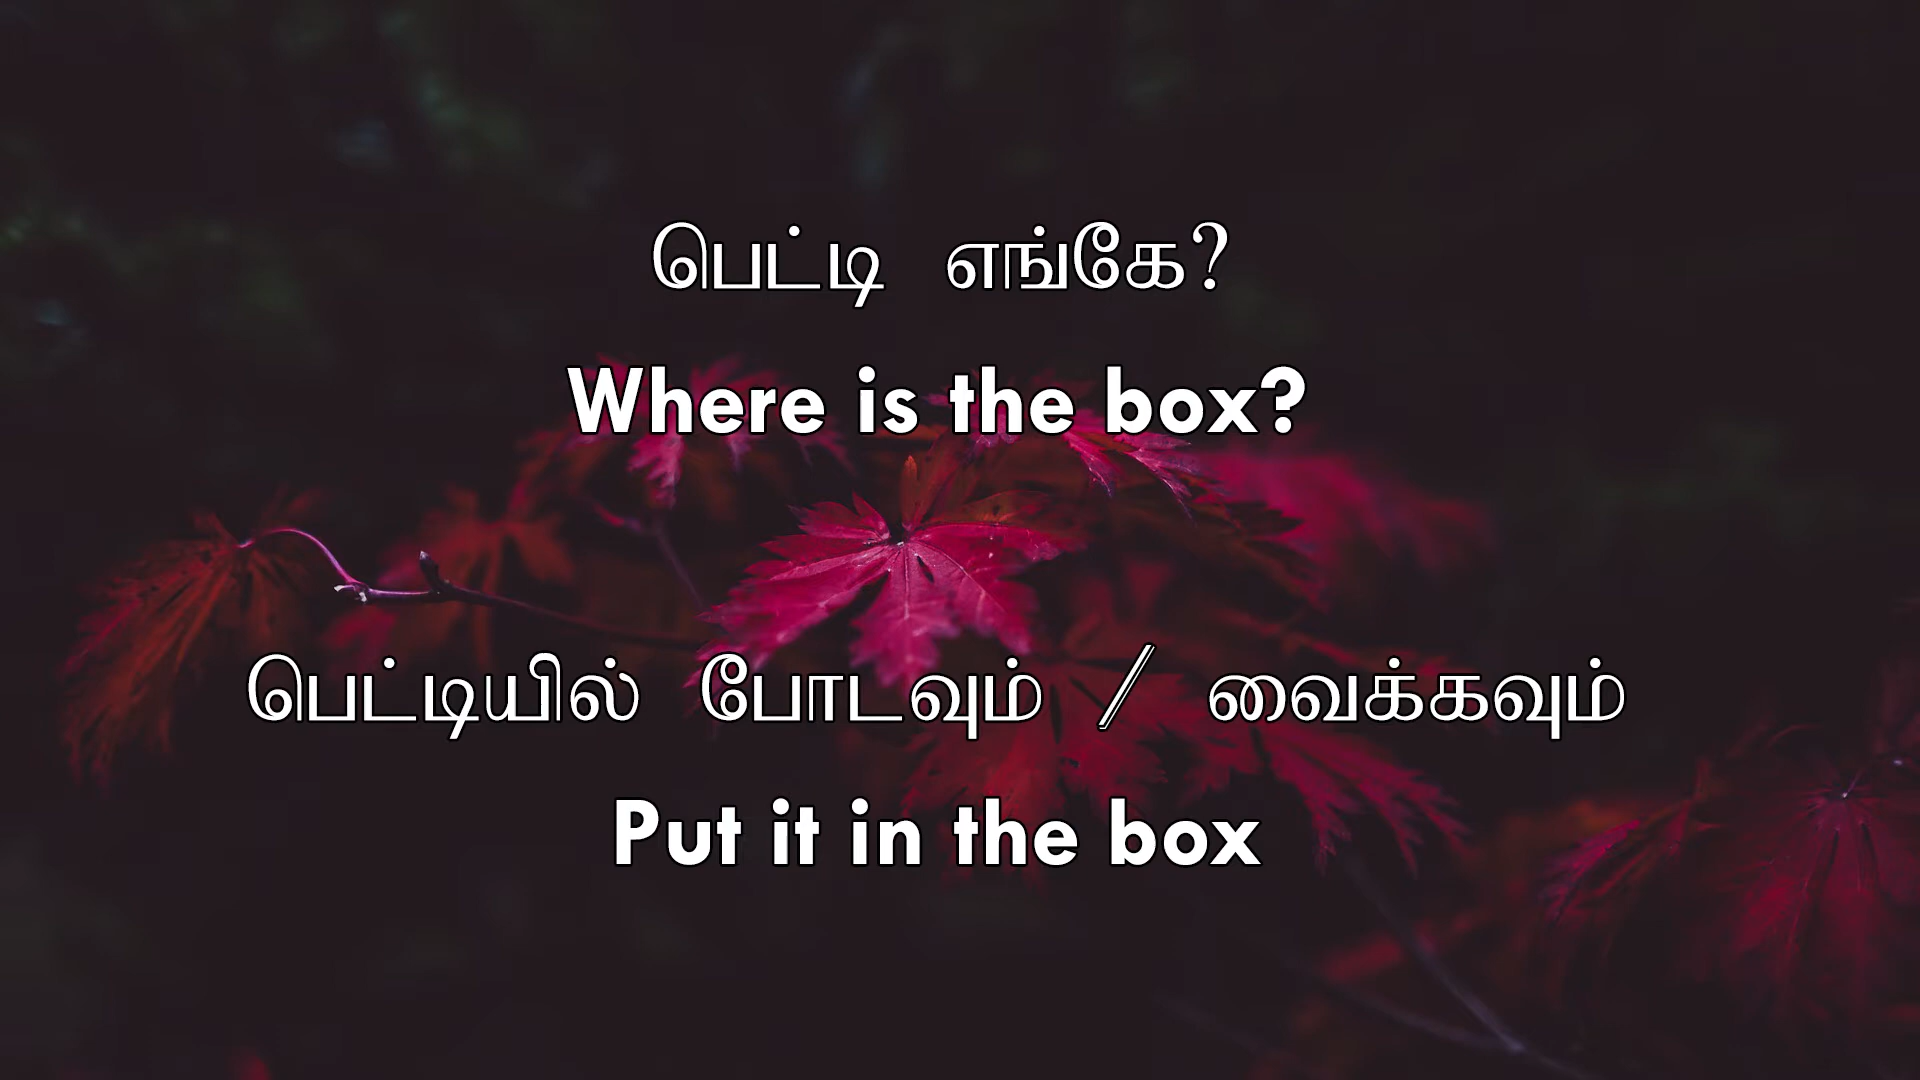 பெட்டி எங்கே?
Where is the box?
பெட்டியில் போடவும் / வைக்கவும்
Put it in the box